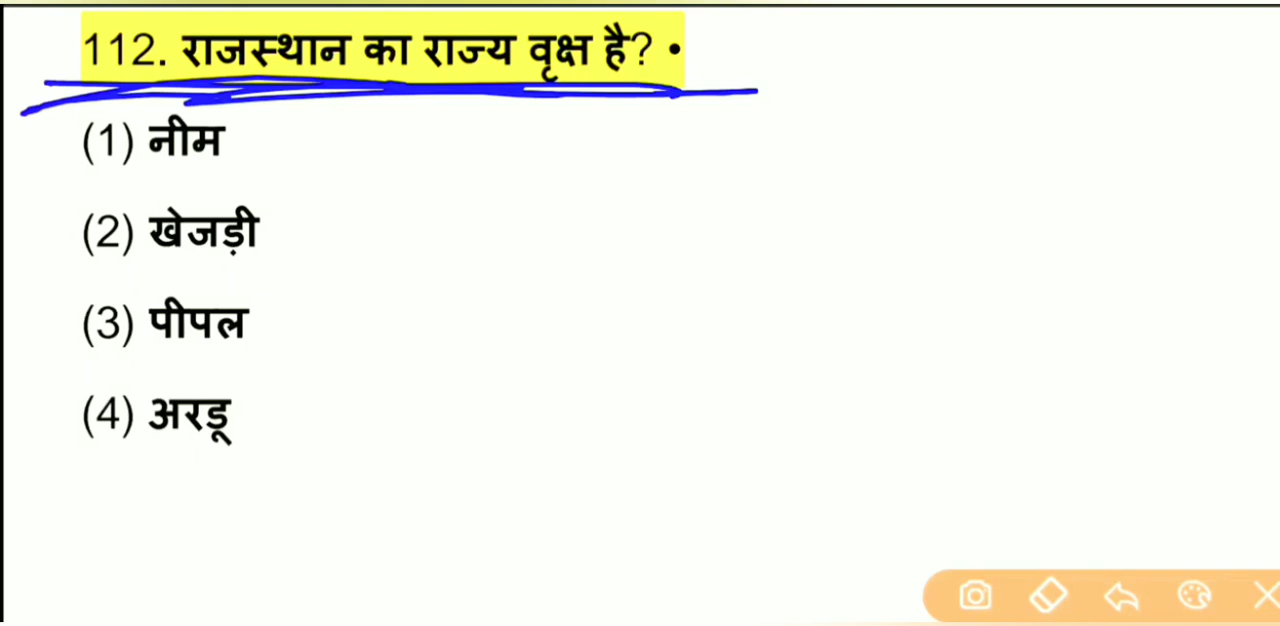 112. राजस्थान का राज्य वृक्ष है? •
(1) नीम
(2) खेजड़ी
(3) पीपल
(4) अरडू